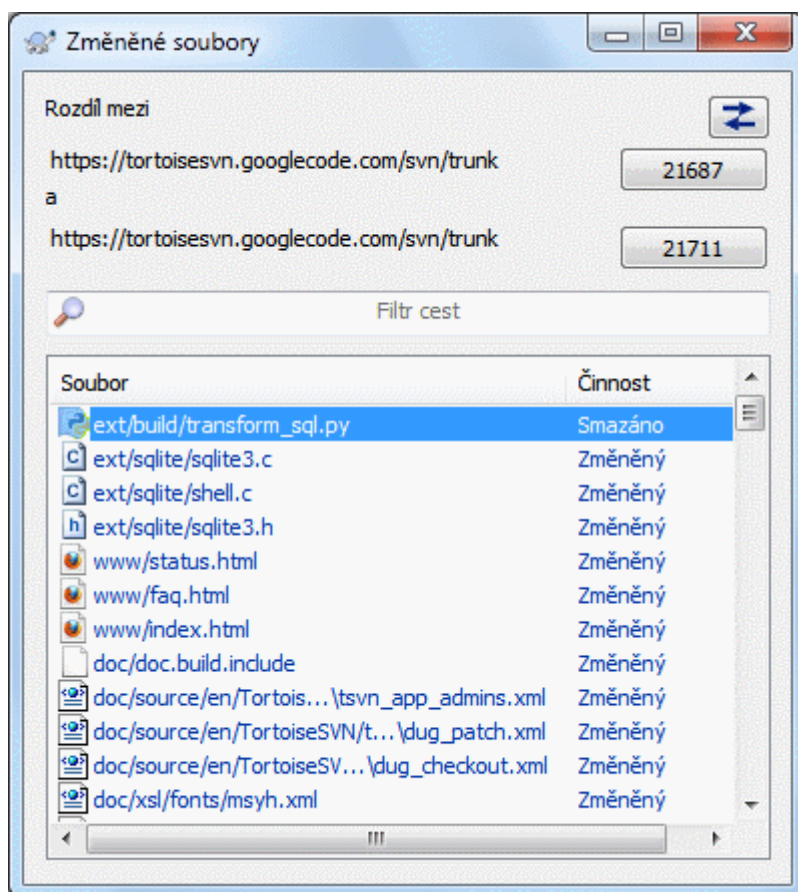 Změněné soubory
Rozdíl mezi
https://tortoisesvn.googlecode.com/svn/trunk 21687
a
https://tortoisesvn.googlecode.com/svn/trunk 21711
Filtr cest
Soubor Činnost
ext/build/transform_sql.py Smazáno
ext/sqlite/sqlite3.c Změněný
ext/sqlite/shell.c Změněný
ext/sqlite/sqlite3.h Změněný
www/status.html Změněný
www/faq.html Změněný
www/index.html Změněný
doc/doc.build.include Změněný
doc/source/en/Tortois...\tsvn_app_admins.xml Změněný
doc/source/en/TortoiseSVN/t...\dug_patch.xml Změněný
doc/source/en/TortoiseSV...\dug_checkout.xml Změněný
doc/xsl/fonts/msyh.xml Změněný